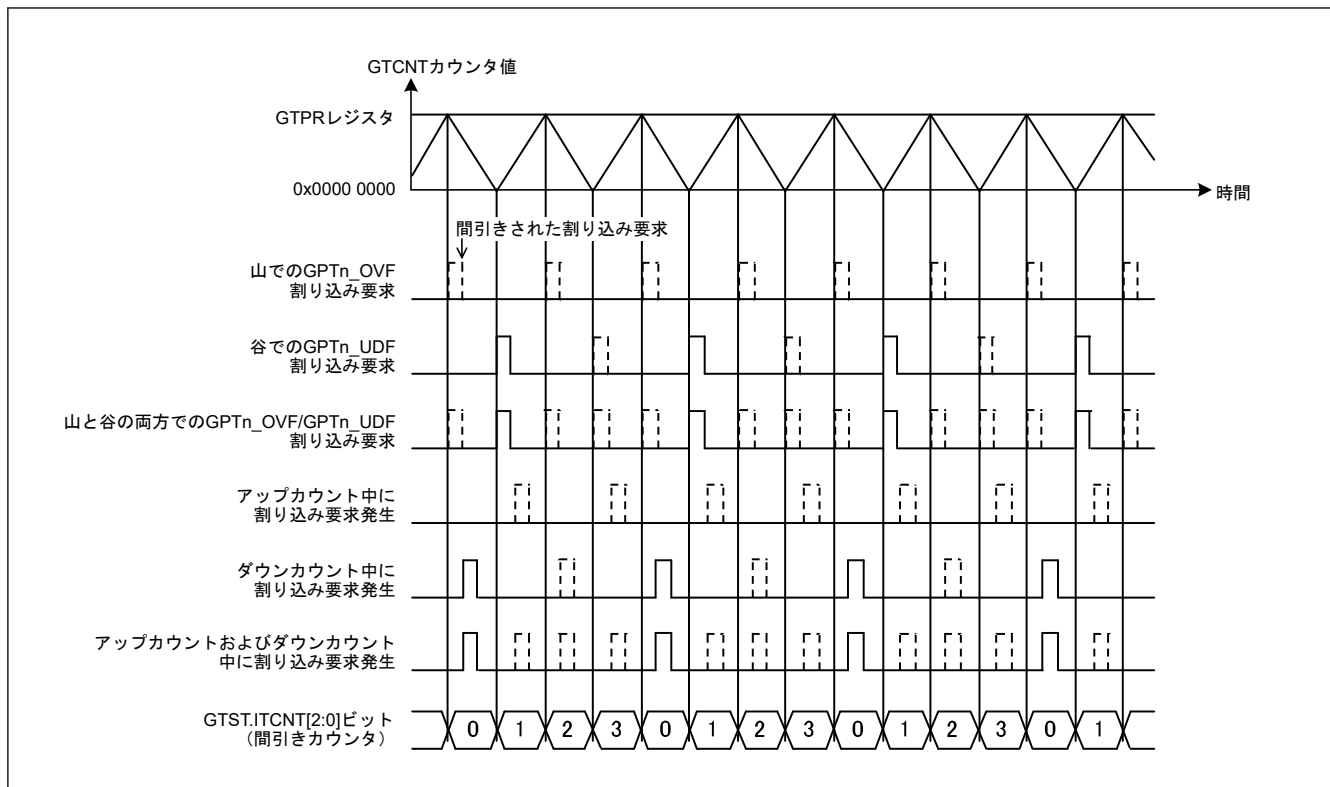 GTCNTカウンタ値
GTPRレジスタ
0x0000 0000
時間
間引きされた割り込み要求
山でのGPTn_OVF
割り込み要求
谷でのGPTn_UDF
割り込み要求
山と谷の両方でのGPTn_OVF/GPTn_UDF
割り込み要求
アップカウント中に
割り込み要求発生
ダウンカウント中に
割り込み要求発生
アップカウントおよびダウンカウント
中に割り込み要求発生
GTST.ITCNT[2:0]ビット
（間引きカウンタ）
0 1 2 3 0 1 2 3 0 1 2 3 0 1